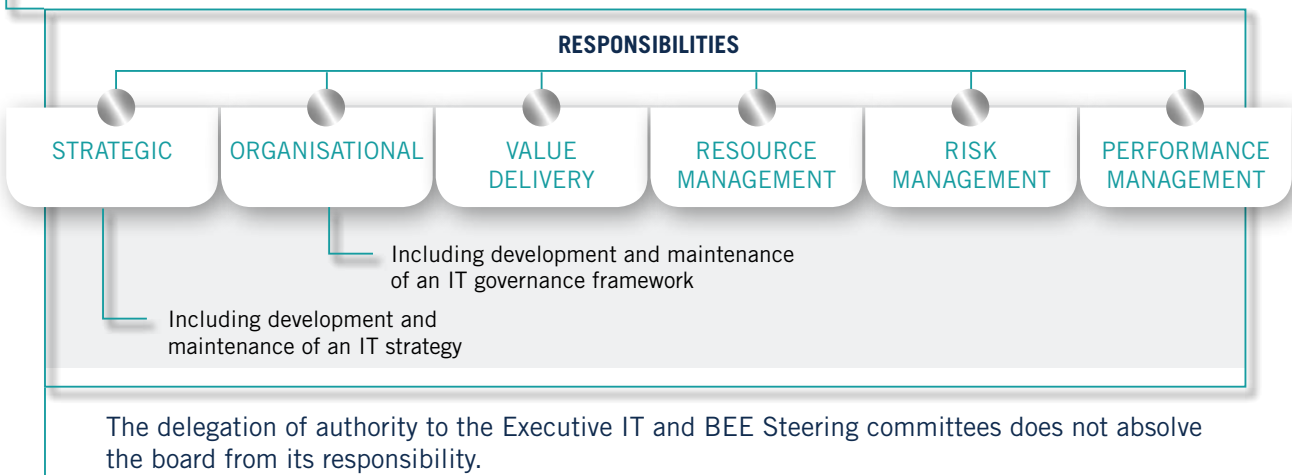 RESPONSIBILITIES
STRATEGIC
ORGANISATIONAL
VALUE
DELIVERY
RESOURCE
MANAGEMENT
RISK
MANAGEMENT
PERFORMANCE
MANAGEMENT
Including development and maintenance
of an IT governance framework
Including development and
maintenance of an IT strategy
The delegation of authority to the Executive IT and BEE Steering committees does not absolve
the board from its responsibility.